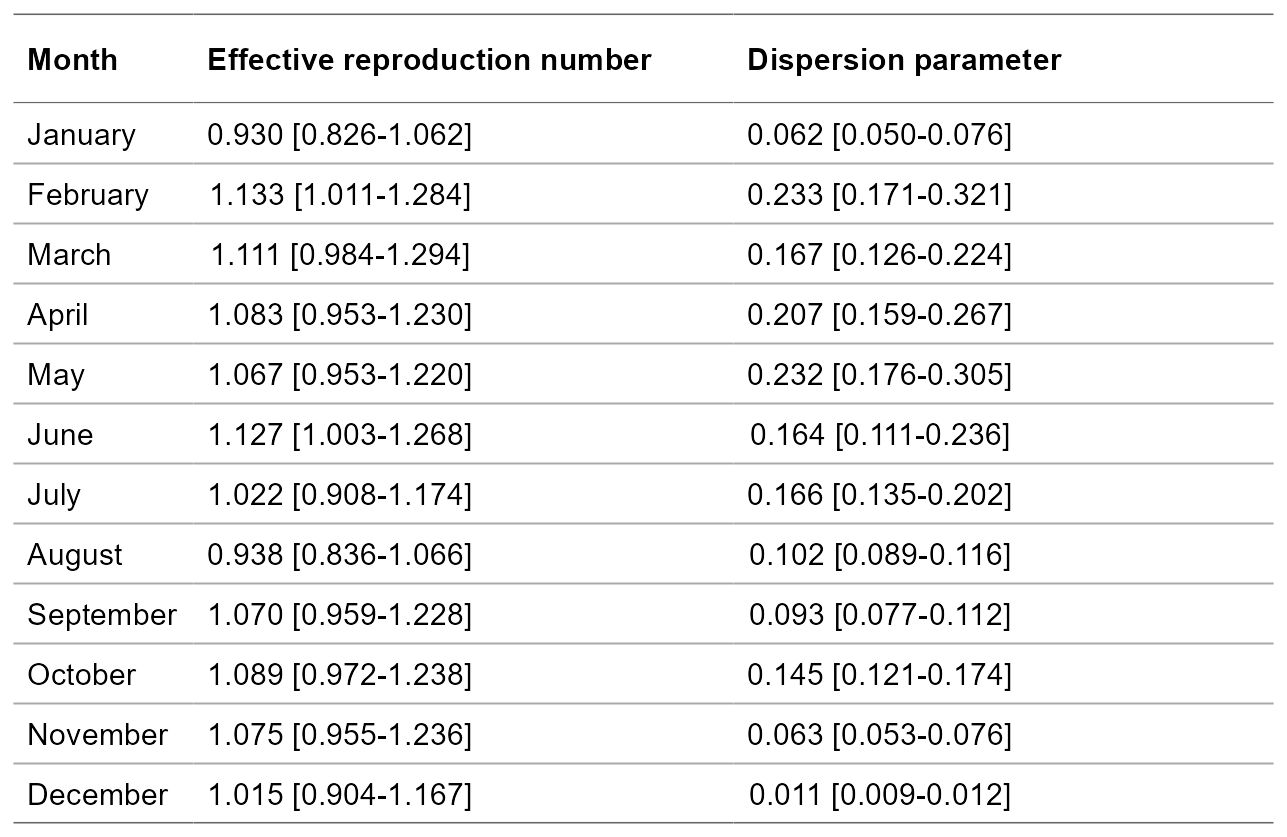 Month Effective reproduction number Dispersion parameter
January 0.930 [0.826-1.062] 0.062 [0.050-0.076]
February 1.133 [1.011-1.284] 0.233 [0.171-0.321]
March 1.111 [0.984-1.294] 0.167 [0.126-0.224]
April 1.083 [0.953-1.230] 0.207 [0.159-0.267]
May 1.067 [0.953-1.220] 0.232 [0.176-0.305]
June 1.127 [1.003-1.268] 0.164 [0.111-0.236]
July 1.022 [0.908-1.174] 0.166 [0.135-0.202]
August 0.938 [0.836-1.066] 0.102 [0.089-0.116]
September 1.070 [0.959-1.228] 0.093 [0.077-0.112]
October 1.089 [0.972-1.238] 0.145 [0.121-0.174]
November 1.075 [0.955-1.236] 0.063 [0.053-0.076]
December 1.015 [0.904-1.167] 0.011 [0.009-0.012]